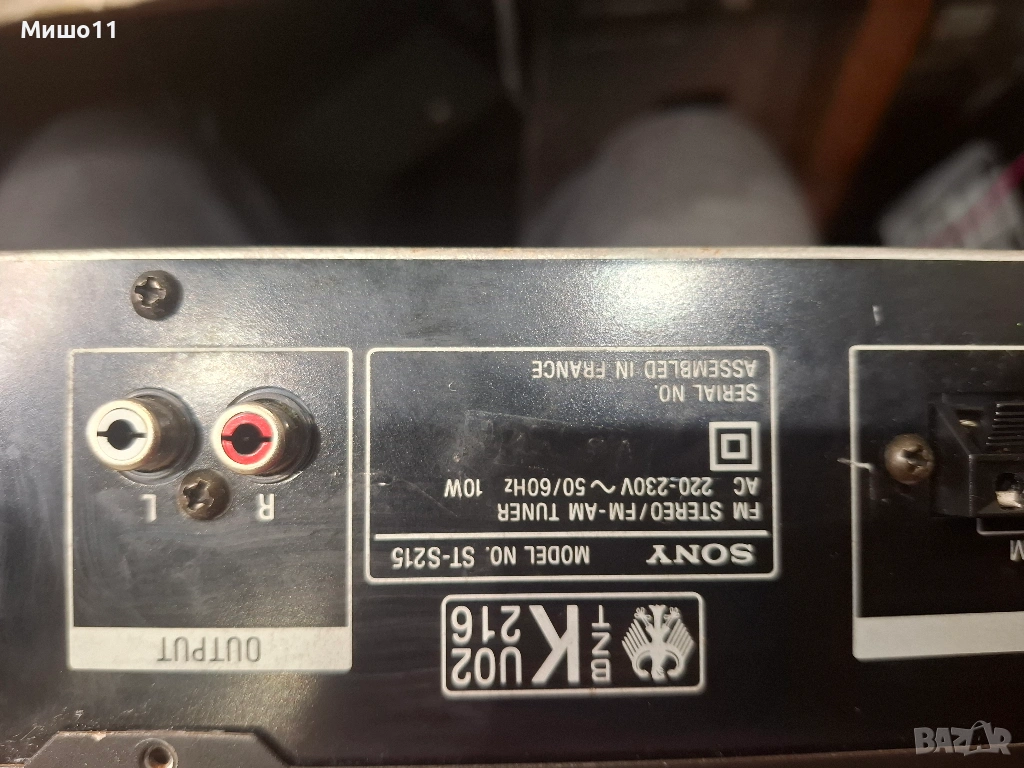 Мишо11
U02
216
BZT
K
SONY MODEL NO. ST-S215
FM STEREO/FM-AM TUNER
AC 220-230V ~ 50/60Hz 10W
SERIAL NO.
ASSEMBLED IN FRANCE
OUTPUT
R L
M
BAZAR